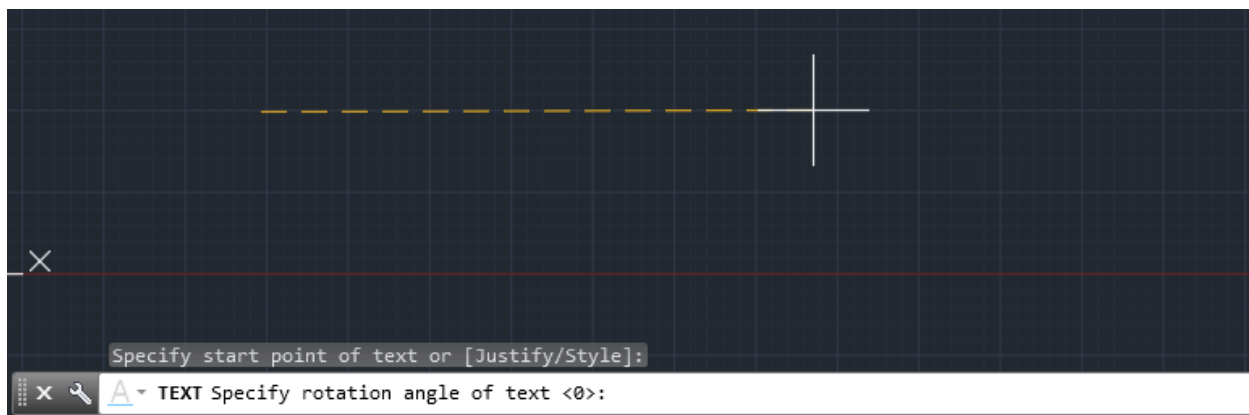 X
Specify start point of text or [Justify/Style]:
A TEXT Specify rotation angle of text <0>: